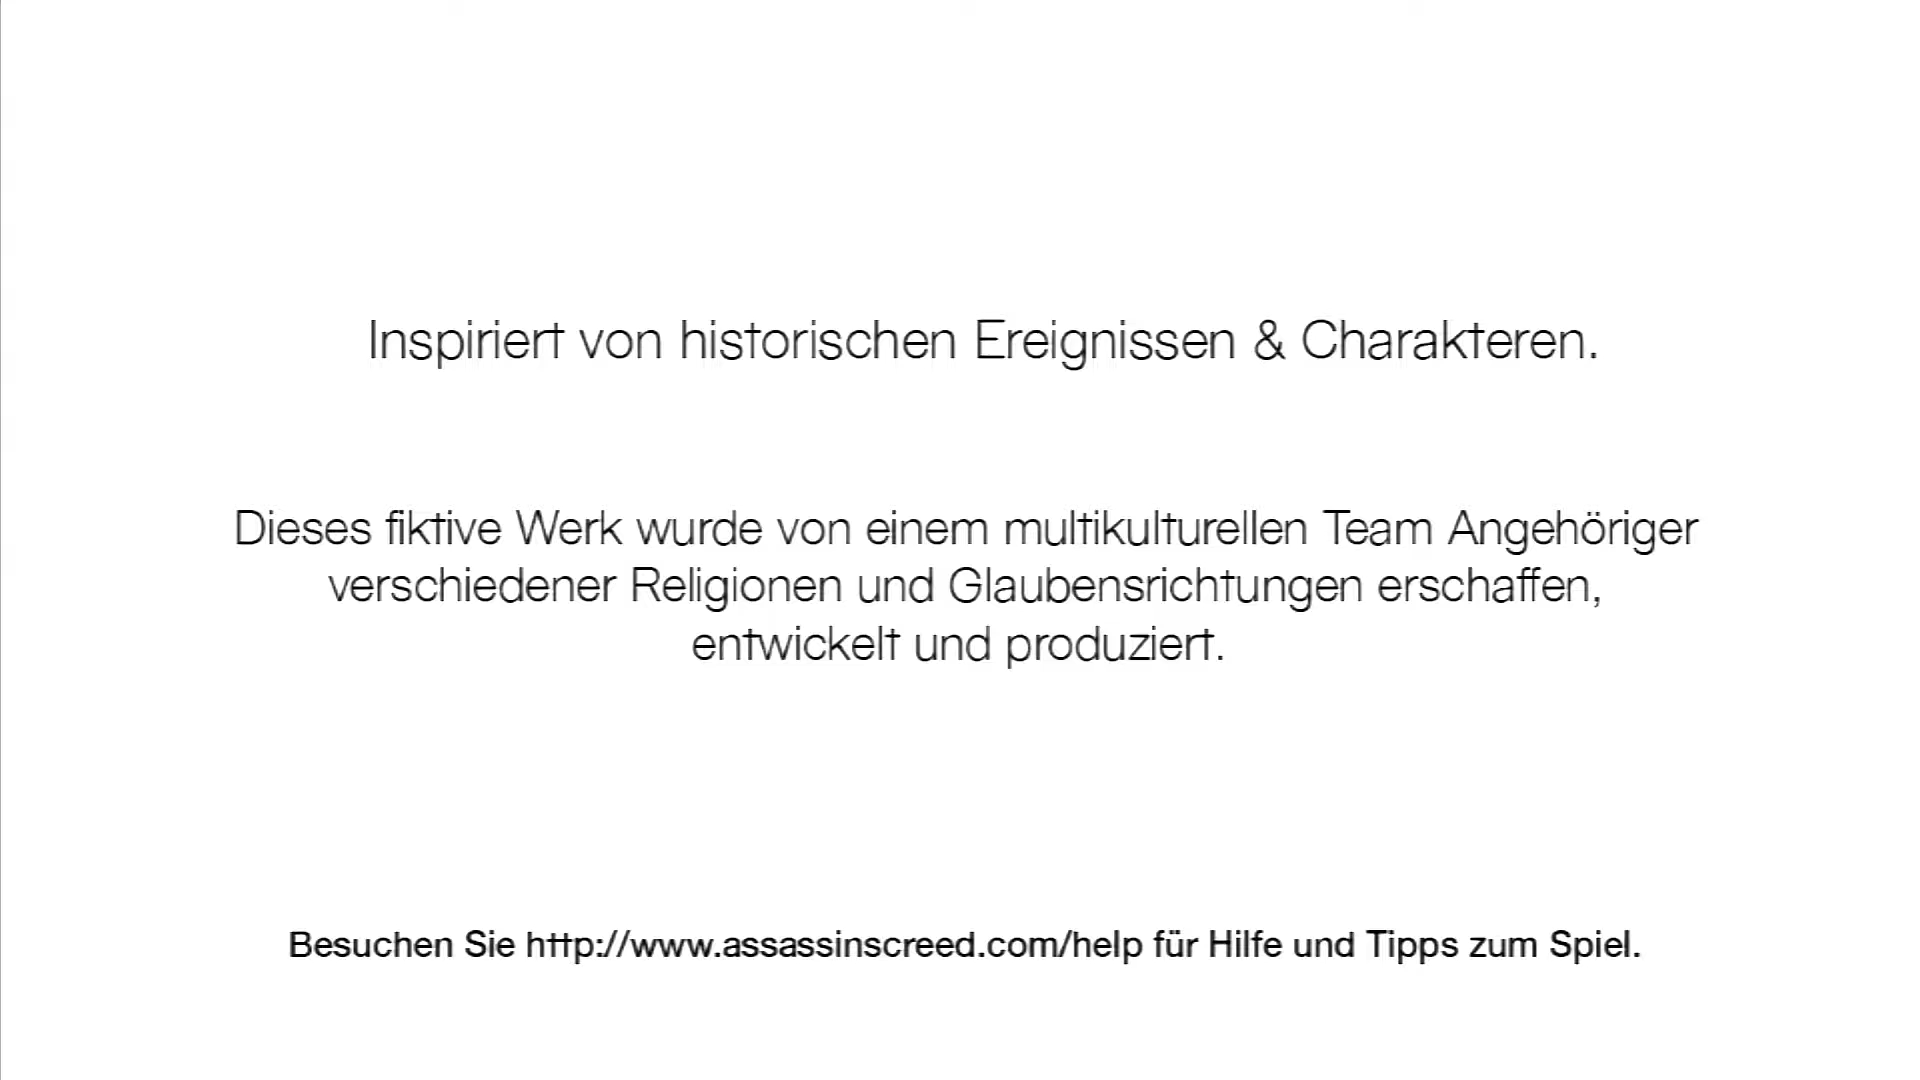 Inspiriert von historischen Ereignissen & Charakteren.
Dieses fiktive Werk wurde von einem multikulturellen Team Angehöriger
verschiedener Religionen und Glaubensrichtungen erschaffen,
entwickelt und produziert.
Besuchen Sie http://www.assassinscreed.com/help für Hilfe und Tipps zum Spiel.